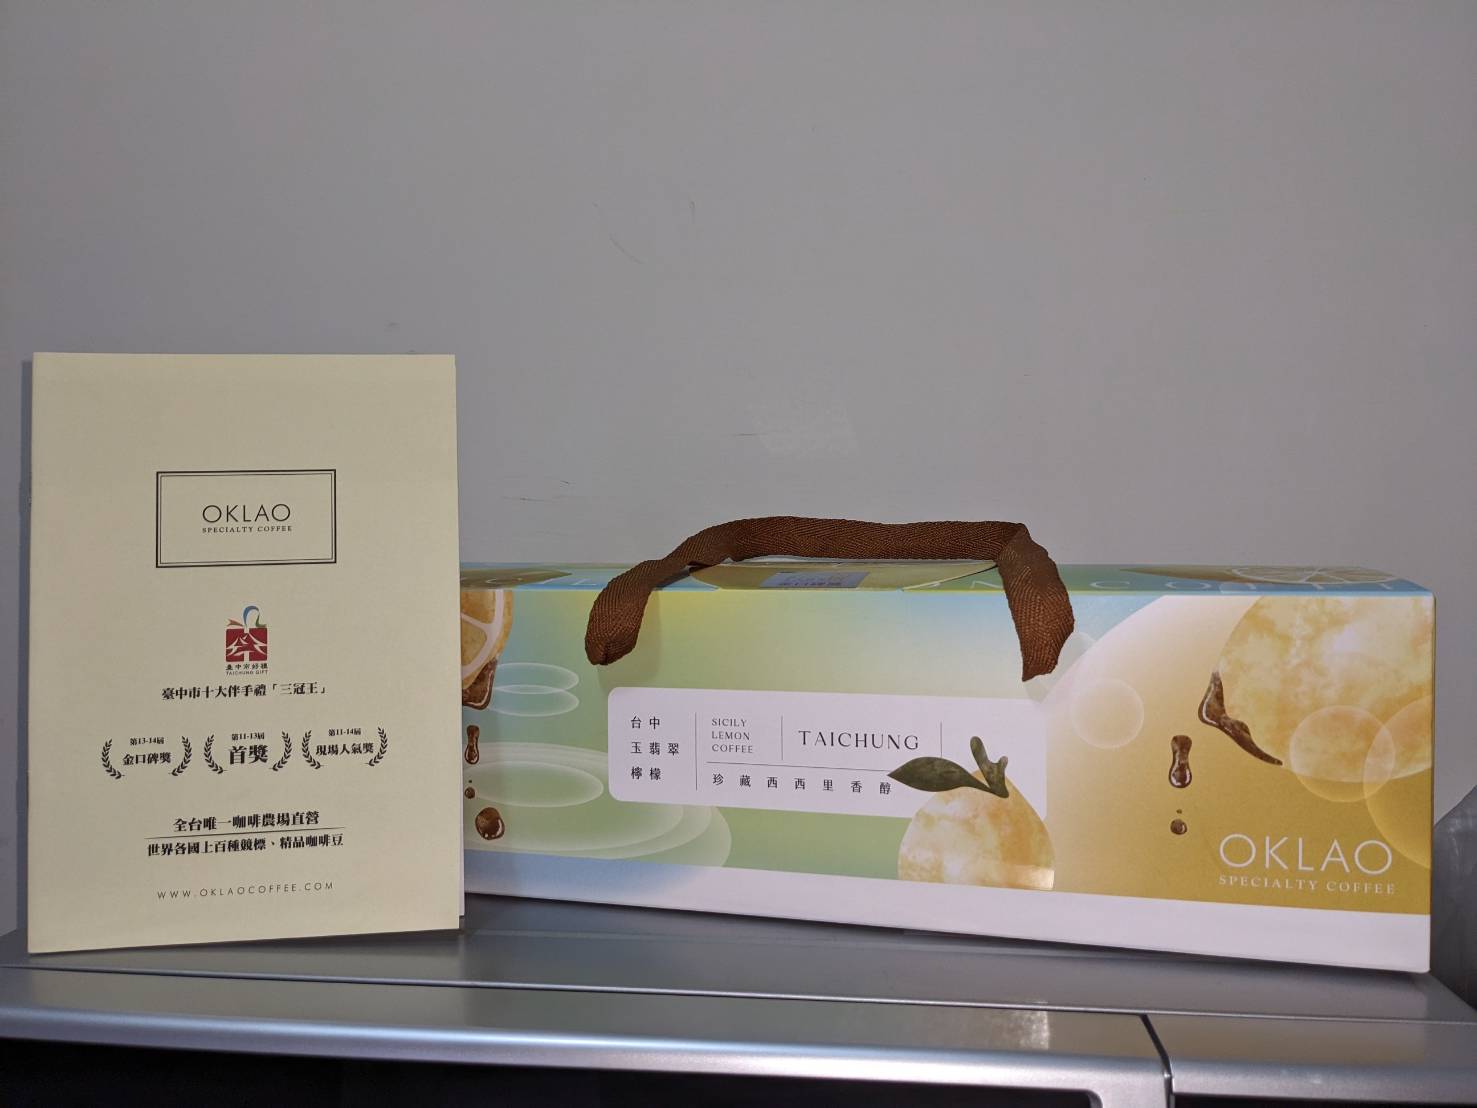 OKLAO
SPECIALTY COFFEE
臺中市好禮
TAICHUNG GIFT
臺中市十大伴手禮「三冠王」
第13-14屆
金口碑獎
第11-13屆
首獎
第11-14屆
現場人氣獎
全台唯一咖啡農場直營
世界各國上百種競標、精品咖啡豆
WWW.OKLAOCOFFEE.COM
台中
玉翡翠
檸檬
SICILY
LEMON
COFFEE
TAICHUNG
珍藏西西里香醇
OKLAO
SPECIALTY COFFEE